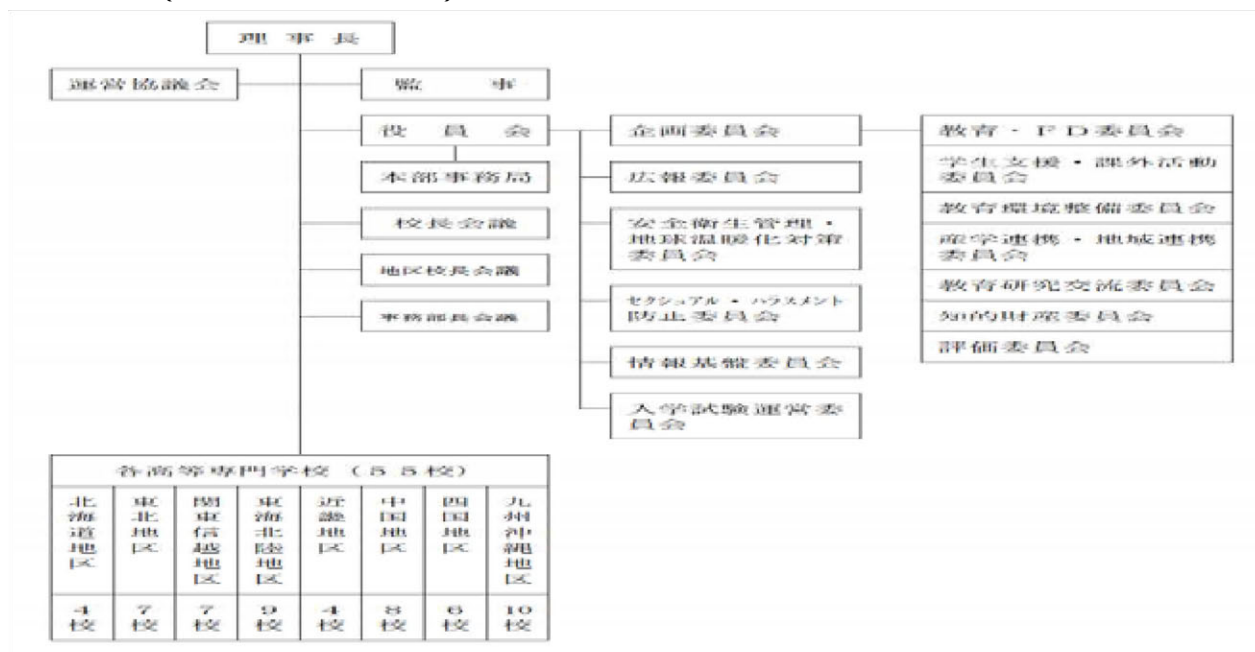 理事長
運営協議会
監事
役員会
本部事務局
校長会議
地区校長会議
事務部長会議
企画委員会
広報委員会
安全衛生管理・
地球温暖化対策
委員会
セクシュアル・ハラスメント
防止委員会
情報基盤委員会
入学試験運営委
員会
教育・FD委員会
学生支援・課外活動
委員会
教育環境整備委員会
産学連携・地域連携
委員会
教育研究交流委員会
知的財産委員会
評価委員会
各高等専門学校(55校)
北海道地区
東北地区
関東信越地区
東海北陸地区
近畿地区
中国地区
四国地区
九州沖縄地区
4校
7校
7校
9校
4校
8校
6校
10校